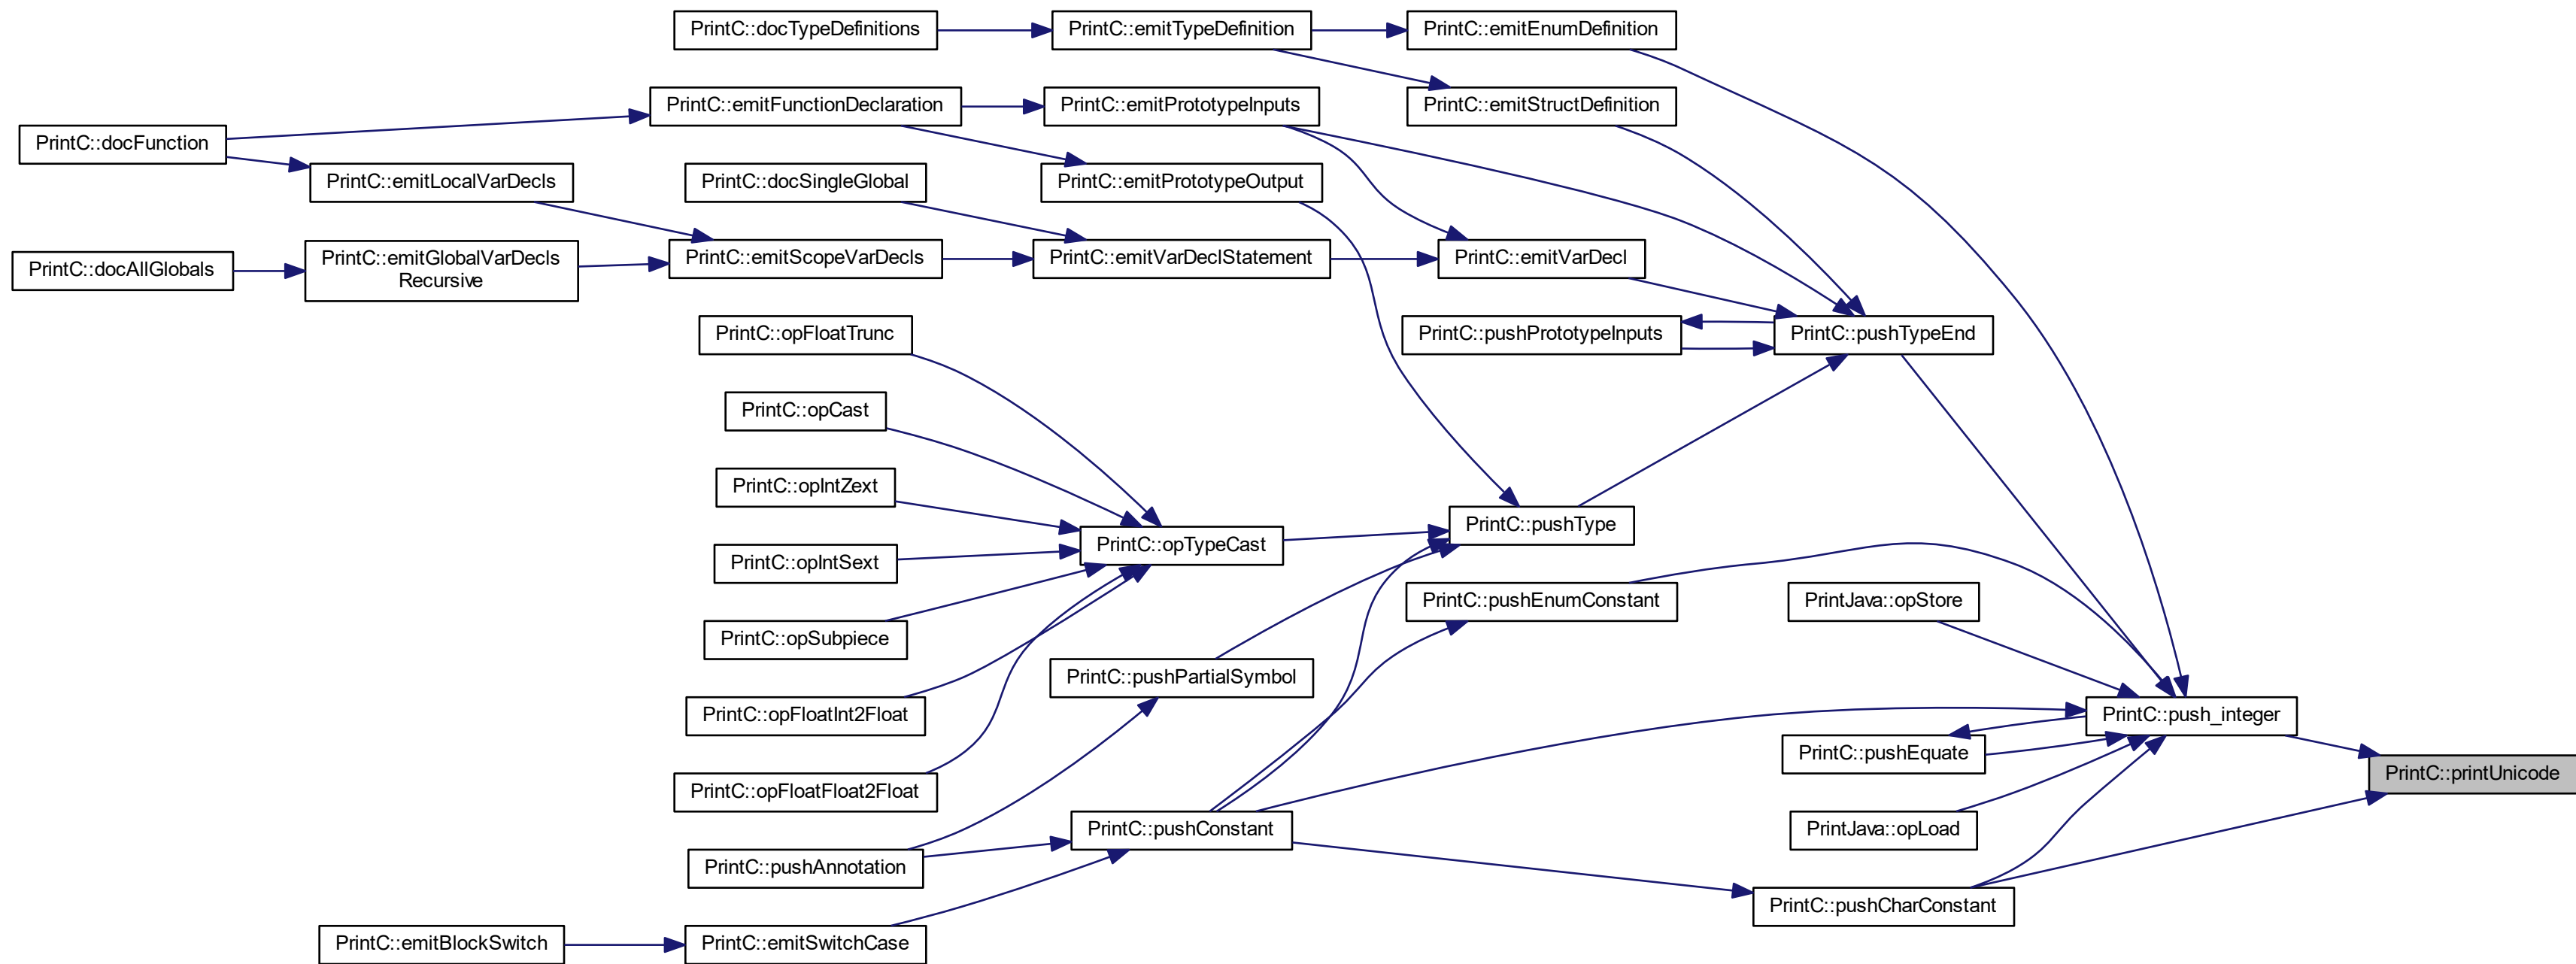 PrintC::docTypeDefinitions
PrintC::emitTypeDefinition
PrintC::emitEnumDefinition
PrintC::emitFunctionDeclaration
PrintC::emitPrototypeInputs
PrintC::emitStructDefinition
PrintC::docFunction
PrintC::emitLocalVarDecls
PrintC::docSingleGlobal
PrintC::emitPrototypeOutput
PrintC::docAllGlobals
PrintC::emitGlobalVarDecls
Recursive
PrintC::emitScopeVarDecls
PrintC::emitVarDeclStatement
PrintC::emitVarDecl
PrintC::opFloatTrunc
PrintC::pushPrototypeInputs
PrintC::pushTypeEnd
PrintC::opCast
PrintC::opIntZext
PrintC::opIntSext
PrintC::opTypeCast
PrintC::pushType
PrintC::opSubpiece
PrintC::pushEnumConstant
PrintJava::opStore
PrintC::pushPartialSymbol
PrintC::opFloatInt2Float
PrintC::push_integer
PrintC::pushEquate
PrintC::printUnicode
PrintC::opFloatFloat2Float
PrintC::pushConstant
PrintJava::opLoad
PrintC::pushAnnotation
PrintC::pushCharConstant
PrintC::emitBlockSwitch
PrintC::emitSwitchCase